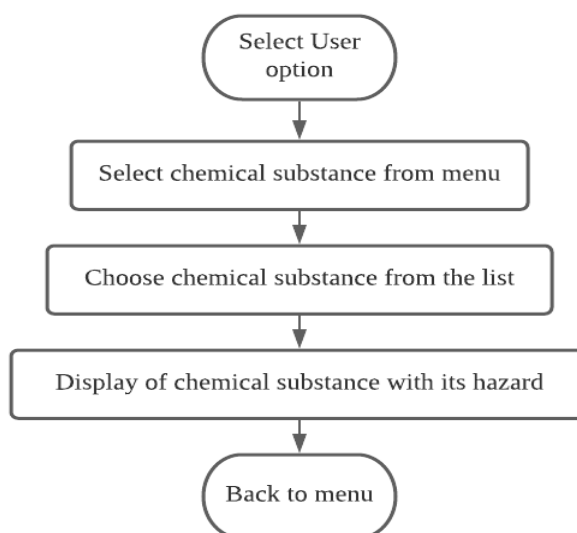 Select User
option
Select chemical substance from menu
Choose chemical substance from the list
Display of chemical substance with its hazard
Back to menu